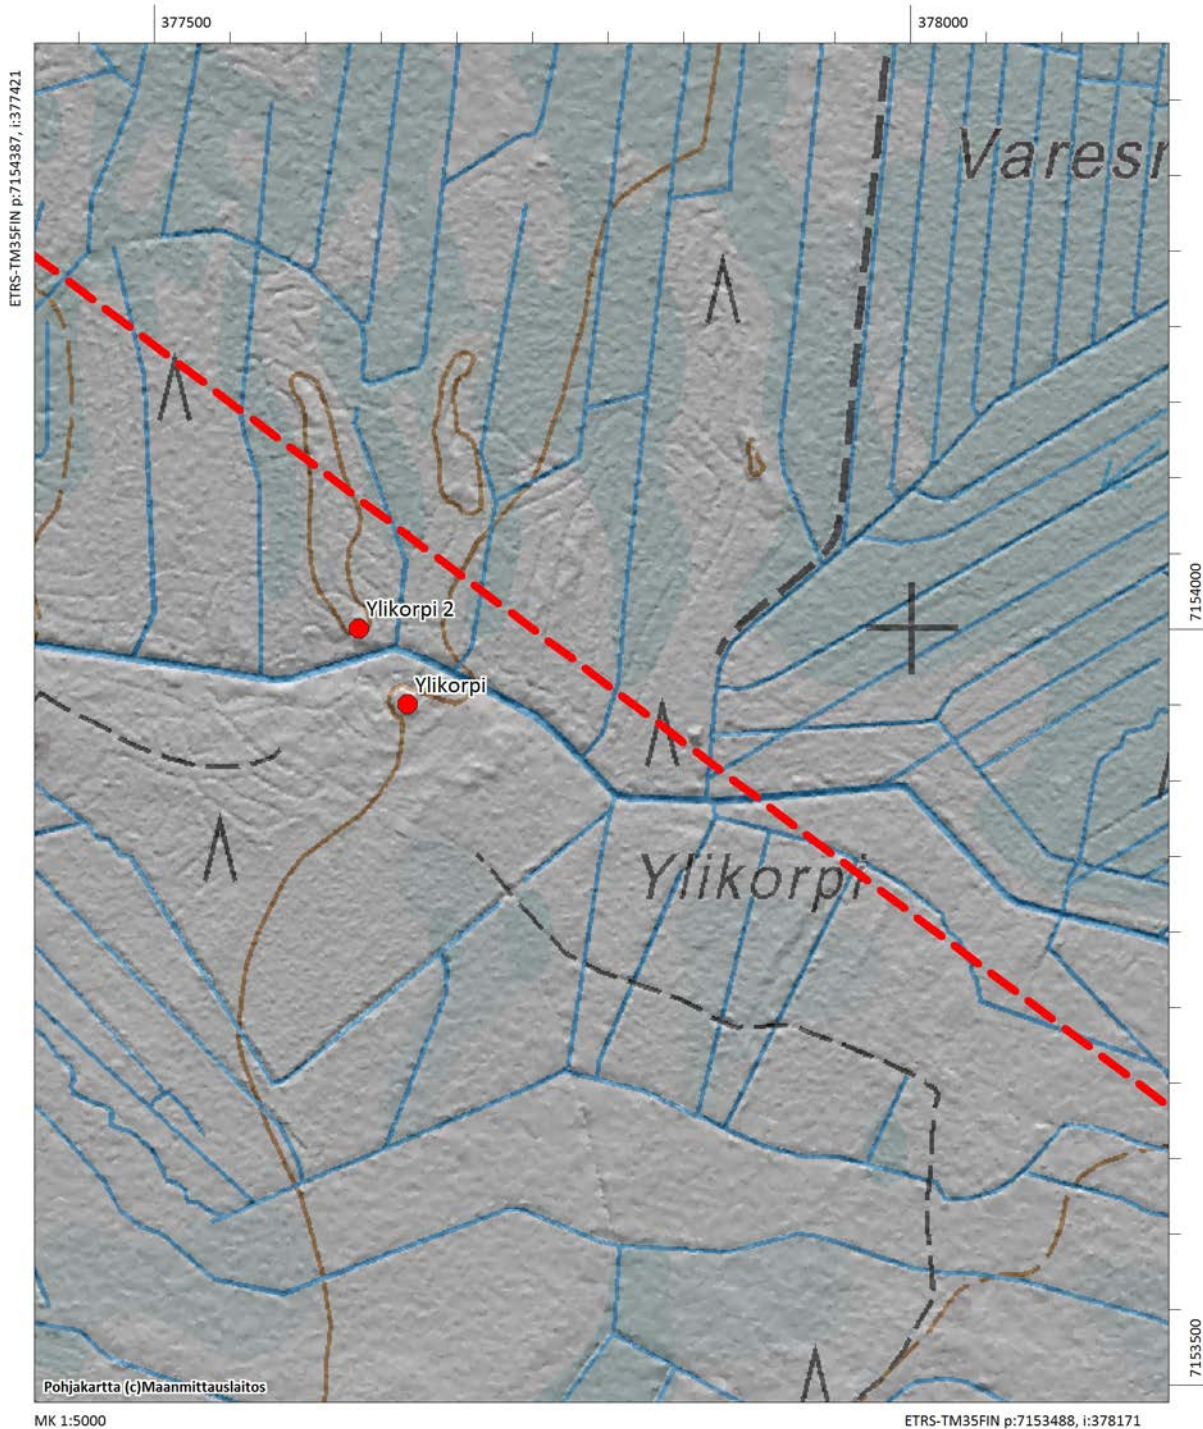 377500
378000
ETRS-TM35FIN p:7154387, i:377421
Varesr
Ylikorpi 2
7154000
Ylikorpi
Ylikorpi
7153500
Pohjakartta (c)Maanmittauslaitos
MK 1:5000
ETRS-TM35FIN p:7153488, i:378171